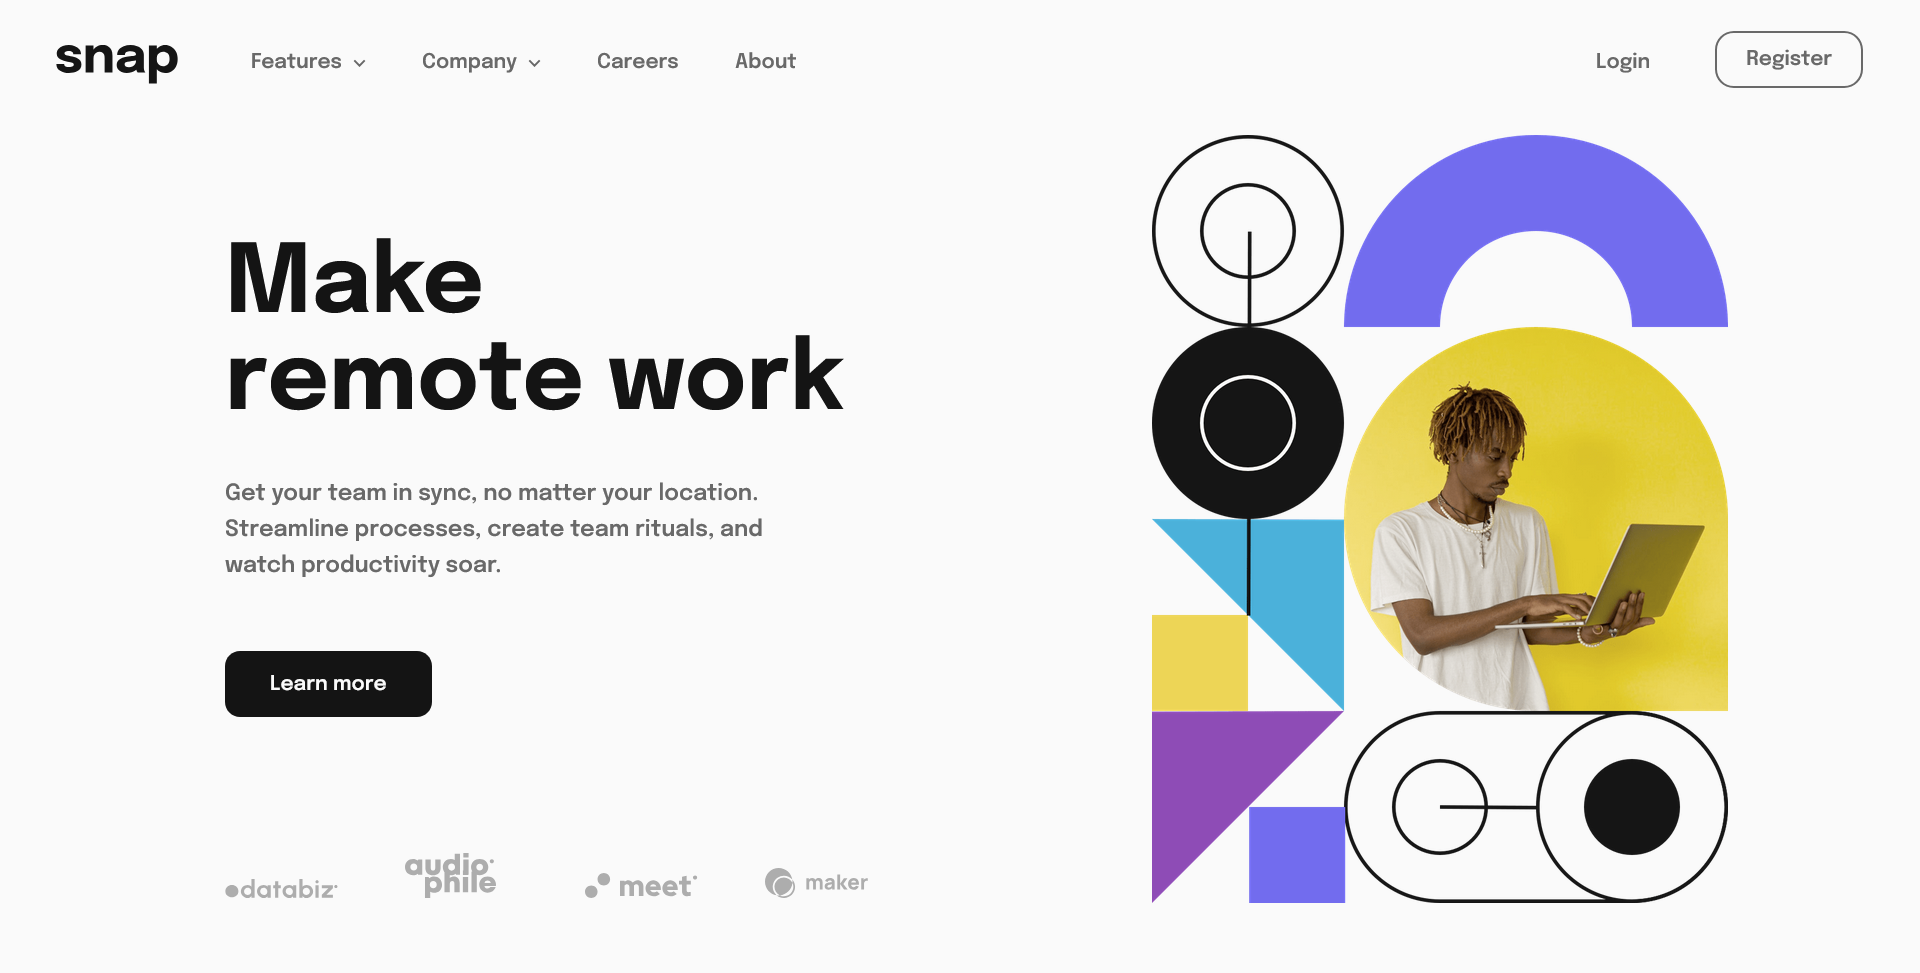 snap
Features
Company
Careers
About
Login
Register
Make
remote work
Get your team in sync, no matter your location.
Streamline processes, create team rituals, and
watch productivity soar.
Learn more
databiz
audio
phile
meet
maker